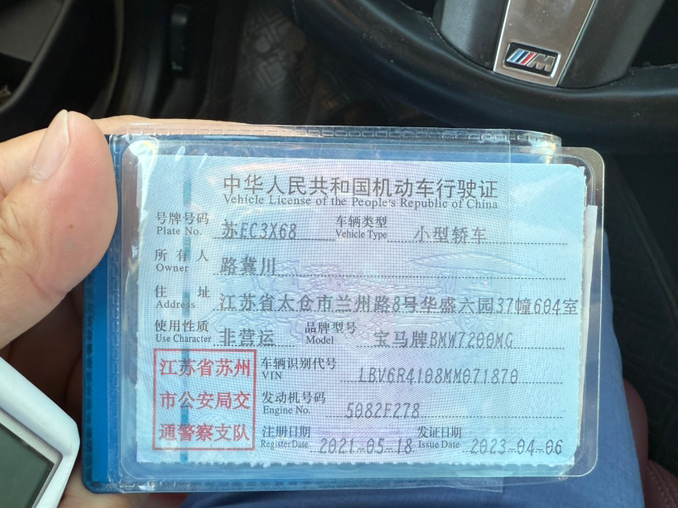 M
中华人民共和国机动车行驶证
Vehicle License of the People's Republic of China
号牌号码 苏EC3X68 车辆类型 小型轿车
Plate No. Vehicle Type
所有人 路冀川
Owner
住址 江苏省太仓市兰州路8号华盛六园37幢604室
Address
使用性质 非营运 品牌型号 宝马牌BMW7200MG
Use Character Model
江苏省苏州 车辆识别代号 LBV6R4108MM071870
VIN
市公安局交 发动机号码 5082F278
Engine No.
通警察支队 注册日期 2021-05-18 发证日期 2023-04-06
Register Date Issue Date